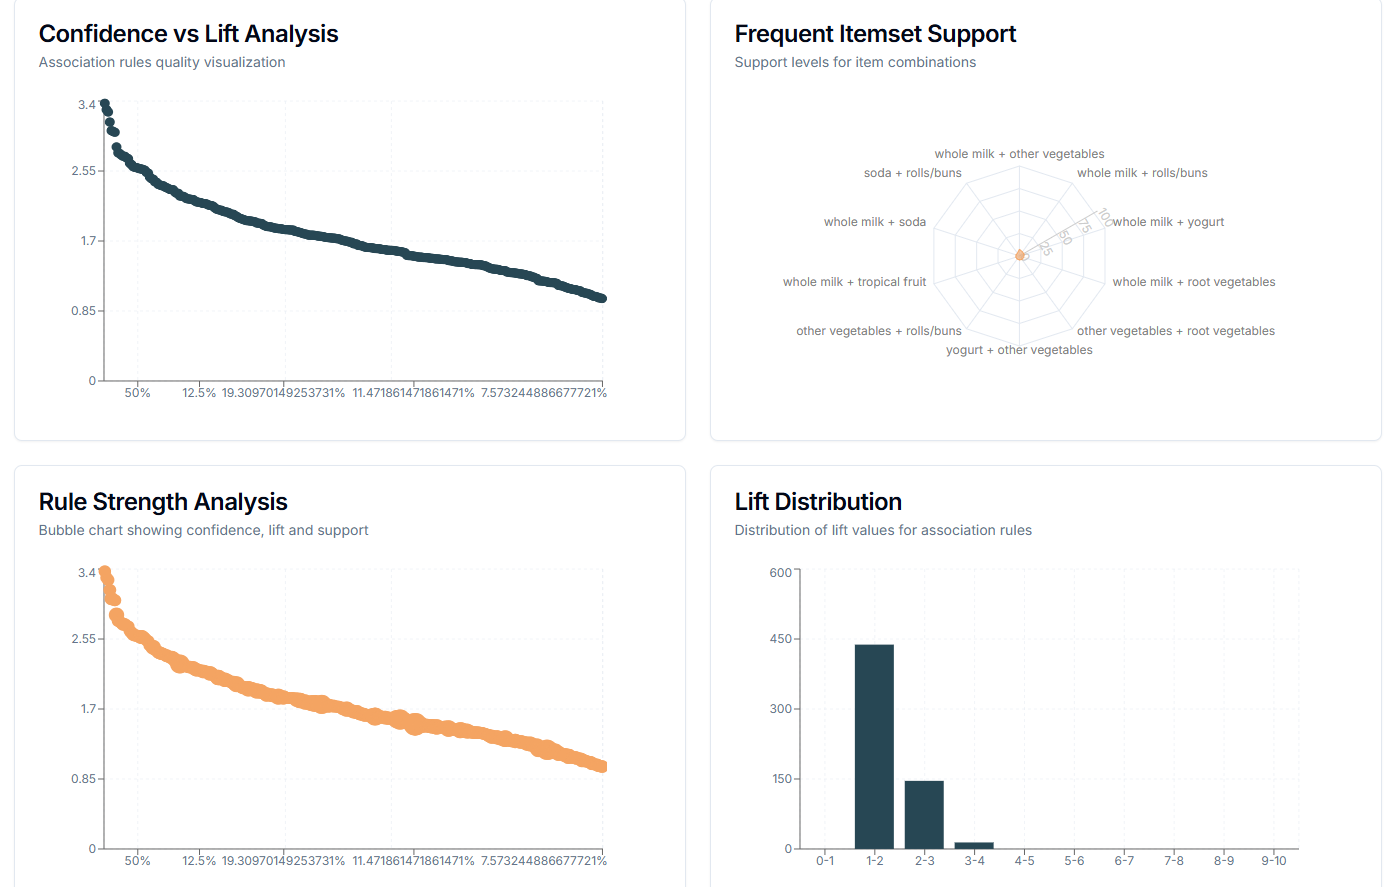 Confidence vs Lift Analysis
Association rules quality visualization
3.4
2.55
1.7
0.85
0
50% 12.5% 19.30970149253731% 11.471861471861471% 7.573244886677721%
Frequent Itemset Support
Support levels for item combinations
whole milk + other vegetables
soda + rolls/buns
whole milk + rolls/buns
whole milk + soda
whole milk + yogurt
whole milk + tropical fruit
whole milk + root vegetables
other vegetables + rolls/buns
other vegetables + root vegetables
yogurt + other vegetables
0
25
50
75
100
Rule Strength Analysis
Bubble chart showing confidence, lift and support
3.4
2.55
1.7
0.85
0
50% 12.5% 19.30970149253731% 11.471861471861471% 7.573244886677721%
Lift Distribution
Distribution of lift values for association rules
600
450
300
150
0
0-1 1-2 2-3 3-4 4-5 5-6 6-7 7-8 8-9 9-10